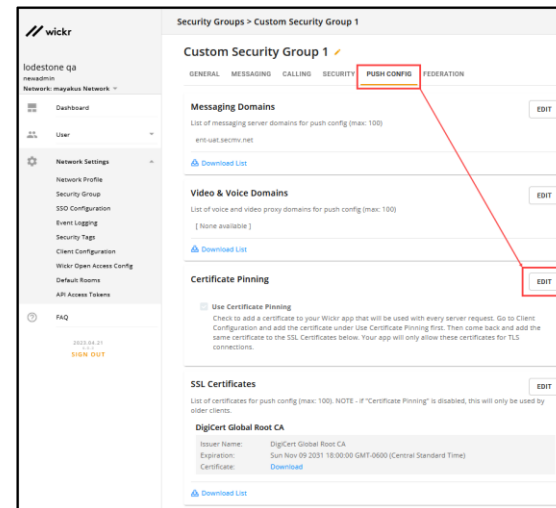 wickr
lodestone qa
newadmin
Network: mayakus Network
Dashboard
User
Network Settings
Network Profile
Security Group
SSO Configuration
Event Logging
Security Tags
Client Configuration
Wickr Open Access Config
Default Rooms
API Access Tokens
FAQ
2025.04.21
SIGN OUT
Security Groups > Custom Security Group 1
Custom Security Group 1
GENERAL MESSAGING CALLING SECURITY PUSH CONFIG FEDERATION
Messaging Domains
EDIT
List of messaging server domains for push config (max: 100)
ent-uat.secmv.net
Download List
Video & Voice Domains
EDIT
List of voice and video proxy domains for push config (max: 100)
[ None available ]
Download List
Certificate Pinning
EDIT
Use Certificate Pinning
Check to add a certificate to your Wickr app that will be used with every server request. Go to Client
Configuration and add the certificate under Use Certificate Pinning first. Then come back and add the
same certificate to the SSL Certificates below. Your app will only allow these certificates for TLS
connections.
SSL Certificates
EDIT
List of certificates for push config (max: 100). NOTE - If "Certificate Pinning" is disabled, this will only be used by
older clients.
DigiCert Global Root CA
Issuer Name: DigiCert Global Root CA
Expiration: Sun Nov 09 2031 18:00:00 GMT-0600 (Central Standard Time)
Certificate: Download
Download List